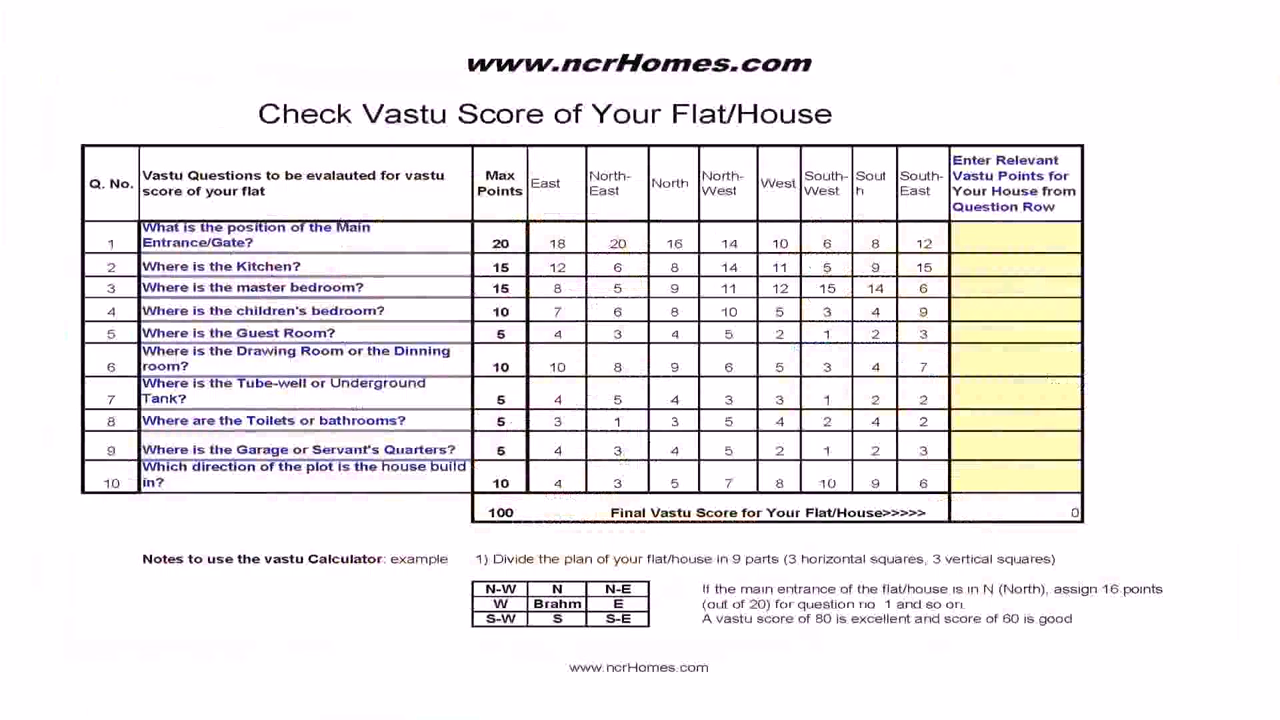 www.ncrHomes.com
Check Vastu Score of Your Flat/House
Q. No. Vastu Questions to be evalauted for vastu score of your flat Max Points East North-East North North-West West South-West South South-East Enter Relevant Vastu Points for Your House from Question Row
1 What is the position of the Main Entrance/Gate? 20 18 20 16 14 10 6 8 12
2 Where is the Kitchen? 15 12 6 8 14 11 5 9 15
3 Where is the master bedroom? 15 8 5 9 11 12 15 14 6
4 Where is the children's bedroom? 10 7 6 8 10 5 3 4 9
5 Where is the Guest Room? 5 4 3 4 5 2 1 2 3
6 Where is the Drawing Room or the Dinning room? 10 10 8 9 6 5 3 4 7
7 Where is the Tube-well or Underground Tank? 5 4 5 4 3 3 1 2 2
8 Where are the Toilets or bathrooms? 5 3 1 3 5 4 2 4 2
9 Where is the Garage or Servant's Quarters? 5 4 3 4 5 2 1 2 3
10 Which direction of the plot is the house build in? 10 4 3 5 7 8 10 9 6
100 Final Vastu Score for Your Flat/House>>>>> 0
Notes to use the vastu Calculator: example 1) Divide the plan of your flat/house in 9 parts (3 horizontal squares, 3 vertical squares)
N-W N N-E If the main entrance of the flat/house is in N (North), assign 16 points
W Brahm E (out of 20) for question no. 1 and so on.
S-W S S-E A vastu score of 80 is excellent and score of 60 is good
www.ncrHomes.com